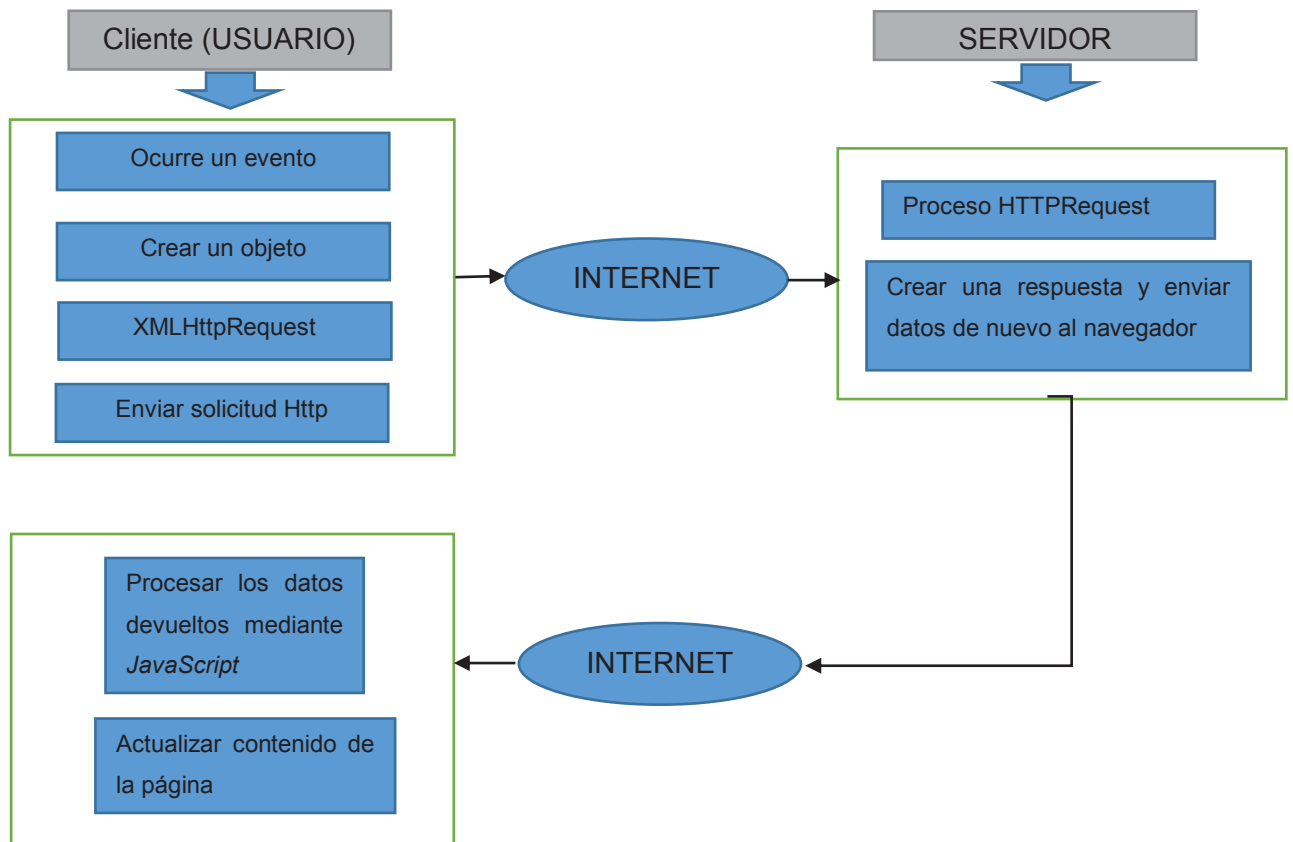 Cliente (USUARIO)
SERVIDOR
Ocurre un evento
Crear un objeto
XMLHttpRequest
Enviar solicitud Http
INTERNET
Proceso HTTPRequest
Crear una respuesta y enviar
datos de nuevo al navegador
Procesar los datos
devueltos mediante
JavaScript
Actualizar contenido de
la página
INTERNET